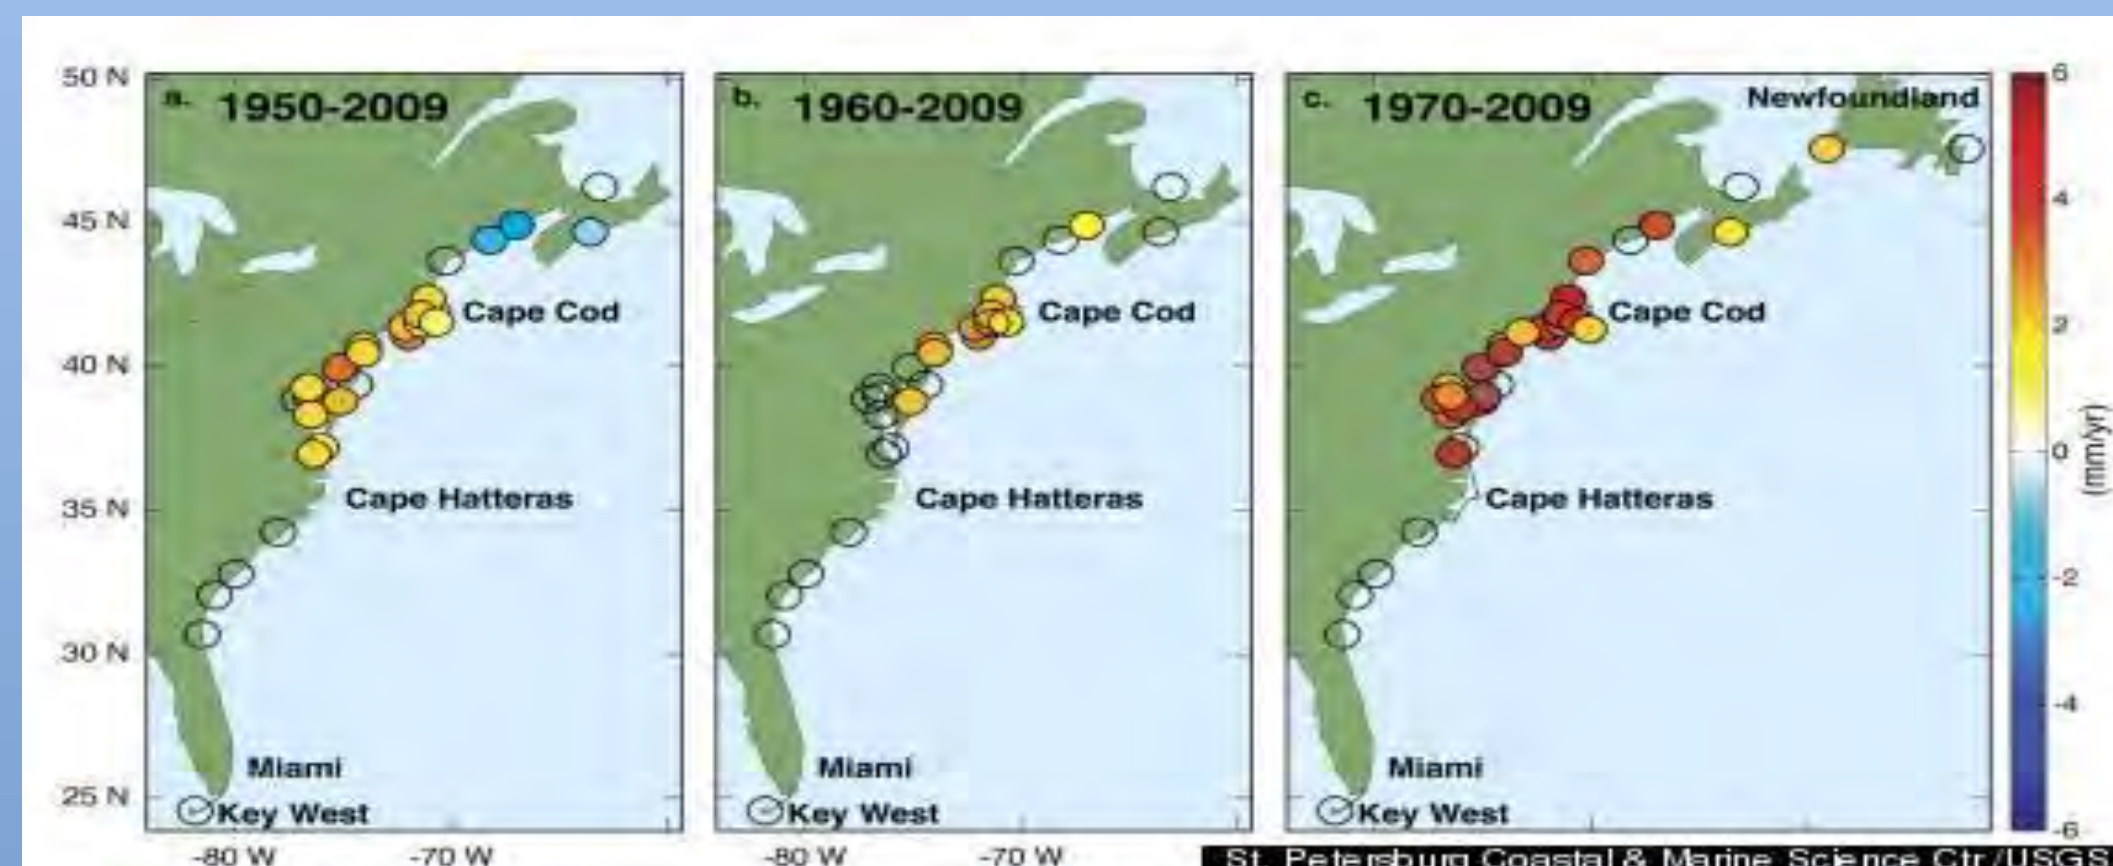 a. 1950-2009
b. 1960-2009
c. 1970-2009
Newfoundland
50 N
45 N
40 N
35 N
30 N
25 N
Cape Cod
Cape Cod
Cape Cod
Cape Hatteras
Cape Hatteras
Cape Hatteras
Miami
Miami
Miami
Key West
Key West
Key West
-80 W
-70 W
-80 W
-70 W
6
4
2
0
-2
-4
-6
(mm/yr)
St. Petersburg Coastal & Marine Science Ctr/USGS